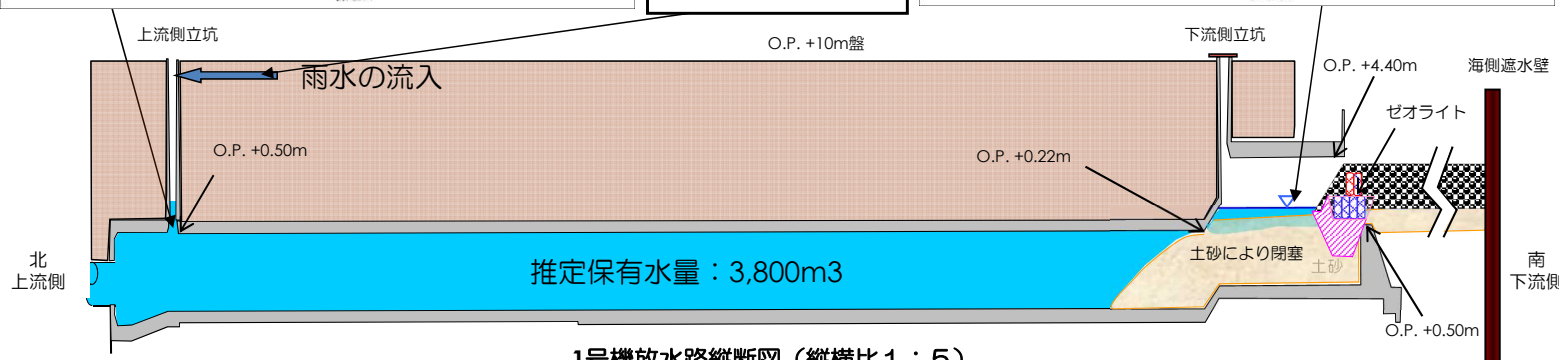 上流側立坑
O.P. +10m盤
下流側立坑
O.P. +4.40m
海側遮水壁
雨水の流入
ゼオライト
O.P. +0.50m
O.P. +0.22m
北
上流側
推定保有水量：3,800m3
土砂により閉塞
土砂
南
下流側
O.P. +0.50m
1号機放水路縦断図（縦横比１：５）